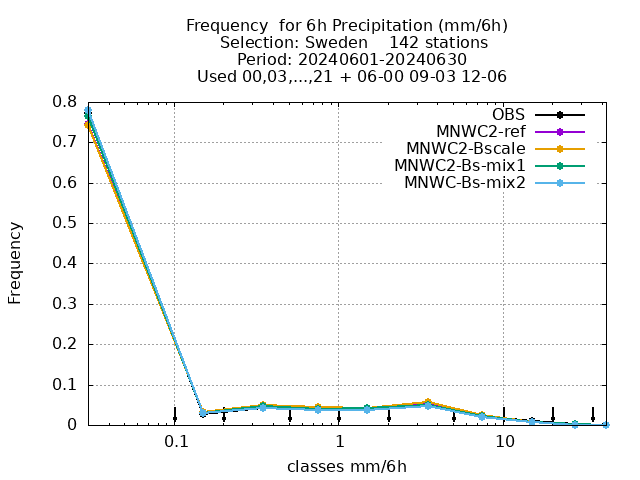 Frequency  for 6h Precipitation (mm/6h)
Selection: Sweden    142 stations
Period: 20240601-20240630
Used 00,03,...,21 + 06-00 09-03 12-06
OBS
MNWC2-ref
MNWC2-Bscale
MNWC2-Bs-mix1
MNWC-Bs-mix2
Frequency
0.8
0.7
0.6
0.5
0.4
0.3
0.2
0.1
0
0.1 1 10
classes mm/6h